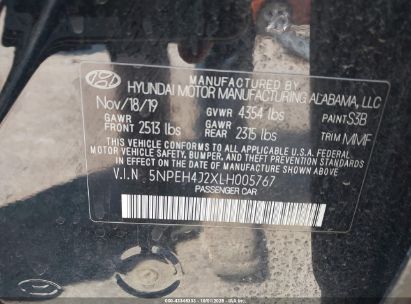 MANUFACTURED BY
HYUNDAI MOTOR MANUFACTURING ALABAMA, LLC
Nov/18/19 GVWR 4354 lbs PAINT S3B
GAWR FRONT 2513 lbs GAWR REAR 2315 lbs TRIM MMF
THIS VEHICLE CONFORMS TO ALL APPLICABLE U.S.A. FEDERAL
MOTOR VEHICLE SAFETY, BUMPER, AND THEFT PREVENTION
STANDARDS IN EFFECT ON THE DATE OF MANUFACTURE SHOWN ABOVE.
V.I.N 5NPEH4J2XLH005767
PASSENGER CAR